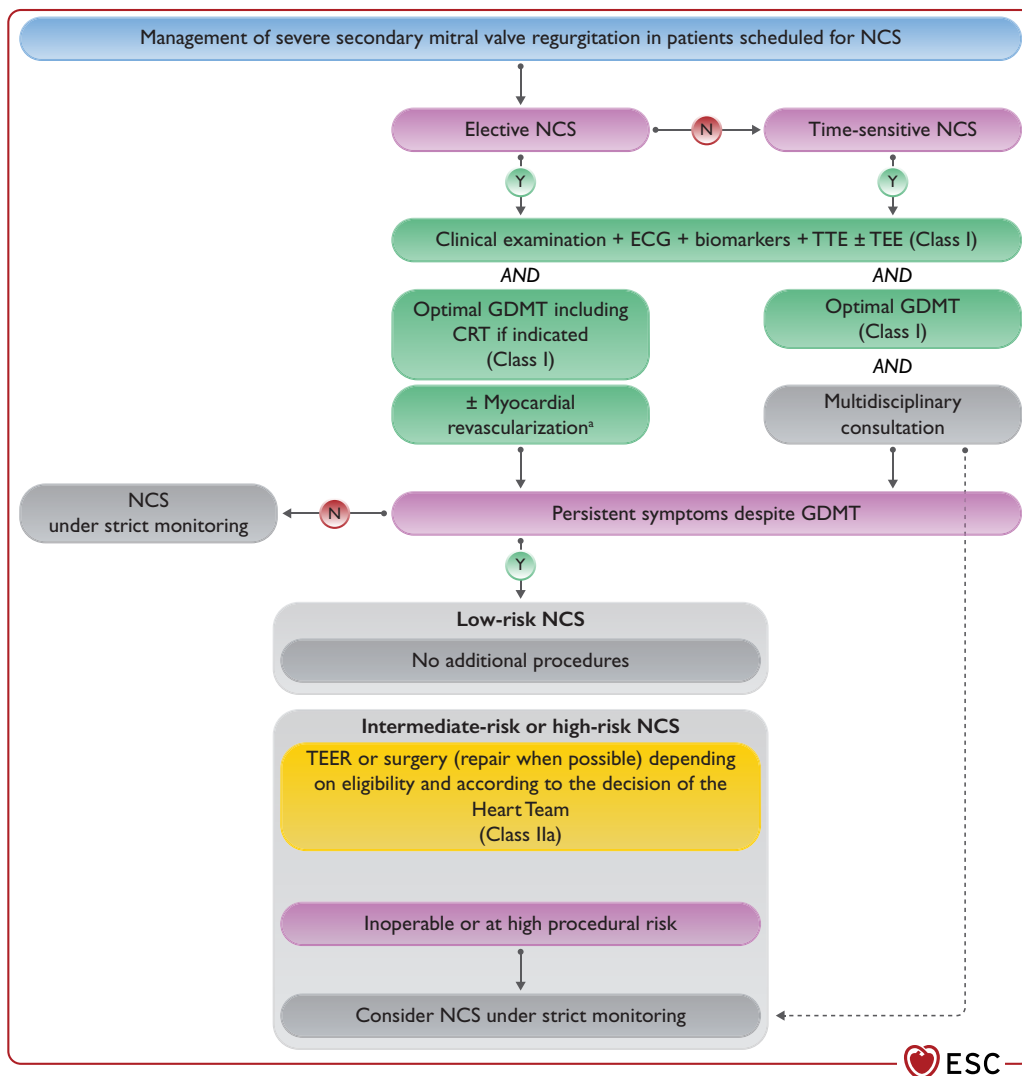 Management of severe secondary mitral valve regurgitation in patients scheduled for NCS
Elective NCS
N
Time-sensitive NCS
Y
Y
Clinical examination + ECG + biomarkers + TTE ± TEE (Class I)
AND
AND
Optimal GDMT including
CRT if indicated
(Class I)
Optimal GDMT
(Class I)
AND
± Myocardial
revascularizationᵃ
Multidisciplinary
consultation
NCS
under strict monitoring
N
Persistent symptoms despite GDMT
Y
Low-risk NCS
No additional procedures
Intermediate-risk or high-risk NCS
TEER or surgery (repair when possible) depending
on eligibility and according to the decision of the
Heart Team
(Class IIa)
Inoperable or at high procedural risk
Consider NCS under strict monitoring
ESC